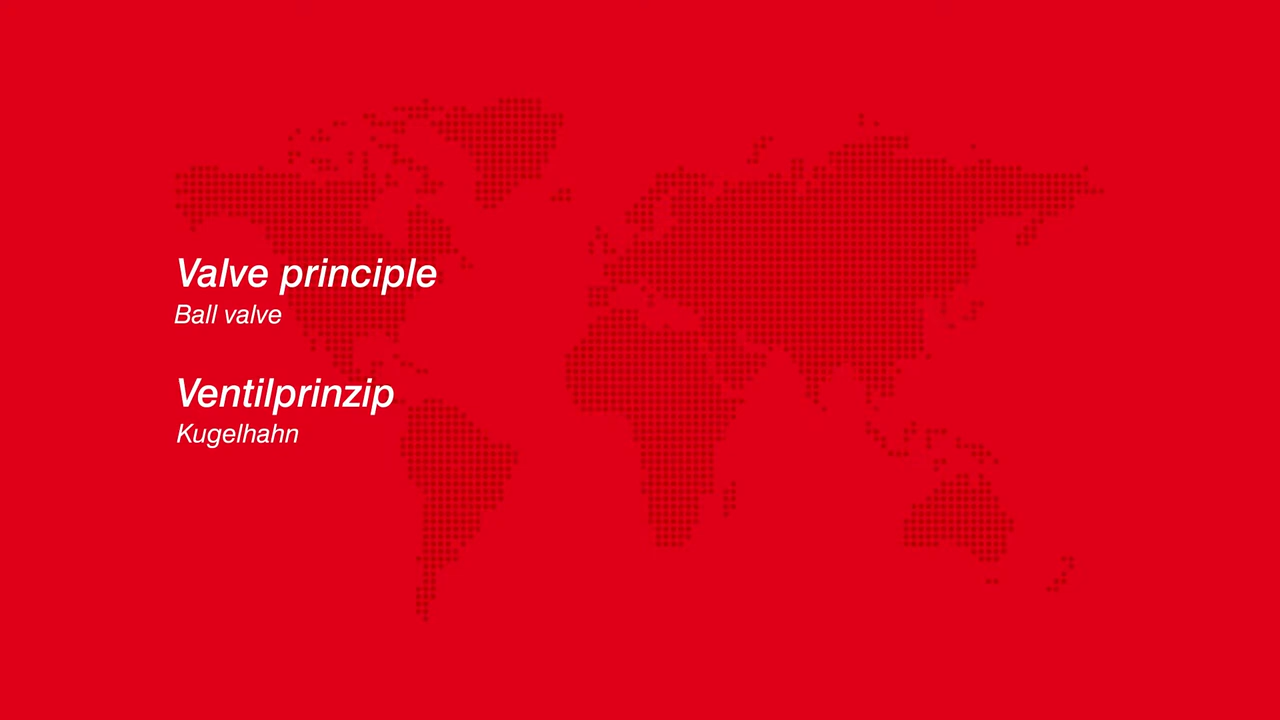 Valve principle
Ball valve
Ventilprinzip
Kugelhahn